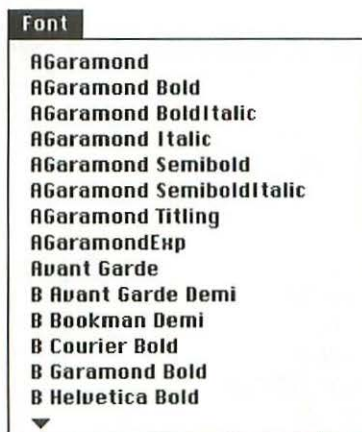 Font
AGaramond
AGaramond Bold
AGaramond BoldItalic
AGaramond Italic
AGaramond Semibold
AGaramond SemiboldItalic
AGaramond Titling
AGaramondExp
Avant Garde
B Avant Garde Demi
B Bookman Demi
B Courier Bold
B Garamond Bold
B Helvetica Bold